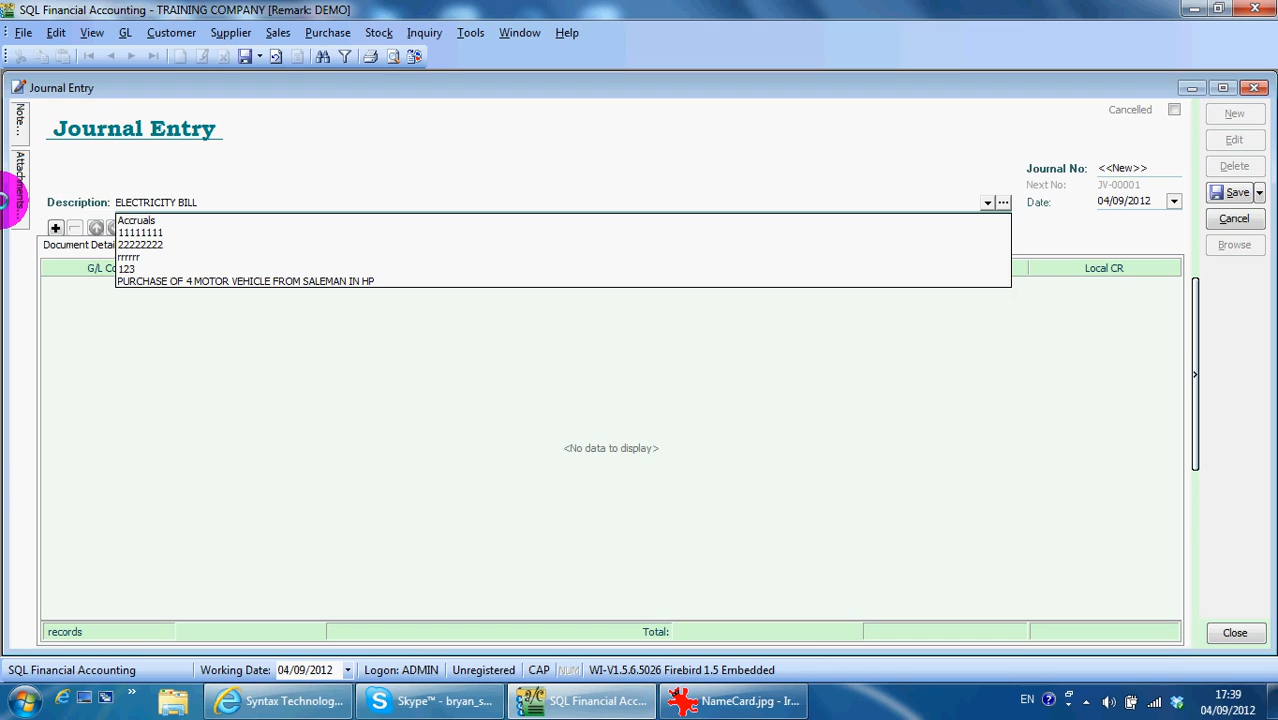 SQL Financial Accounting - TRAINING COMPANY [Remark: DEMO]
File Edit View GL Customer Supplier Sales Purchase Stock Inquiry Tools Window Help
Journal Entry
Note...
Attachments...
Journal Entry
Cancelled
Journal No: <<New>>
Next No: JV-00001
Date: 04/09/2012
Description: ELECTRICITY BILL
Accruals
11111111
22222222
rrrrrr
123
PURCHASE OF 4 MOTOR VEHICLE FROM SALEMAN IN HP
Document Detai
G/L Co
Local CR
<No data to display>
records
Total:
New
Edit
Delete
Save
Cancel
Browse
Close
SQL Financial Accounting Working Date: 04/09/2012 Logon: ADMIN Unregistered CAP NUM WI-V1.5.6.5026 Firebird 1.5 Embedded
Syntax Technolog...
Skype™ - bryan_s...
SQL Financial Acc...
NameCard.jpg - Ir...
EN
17:39
04/09/2012